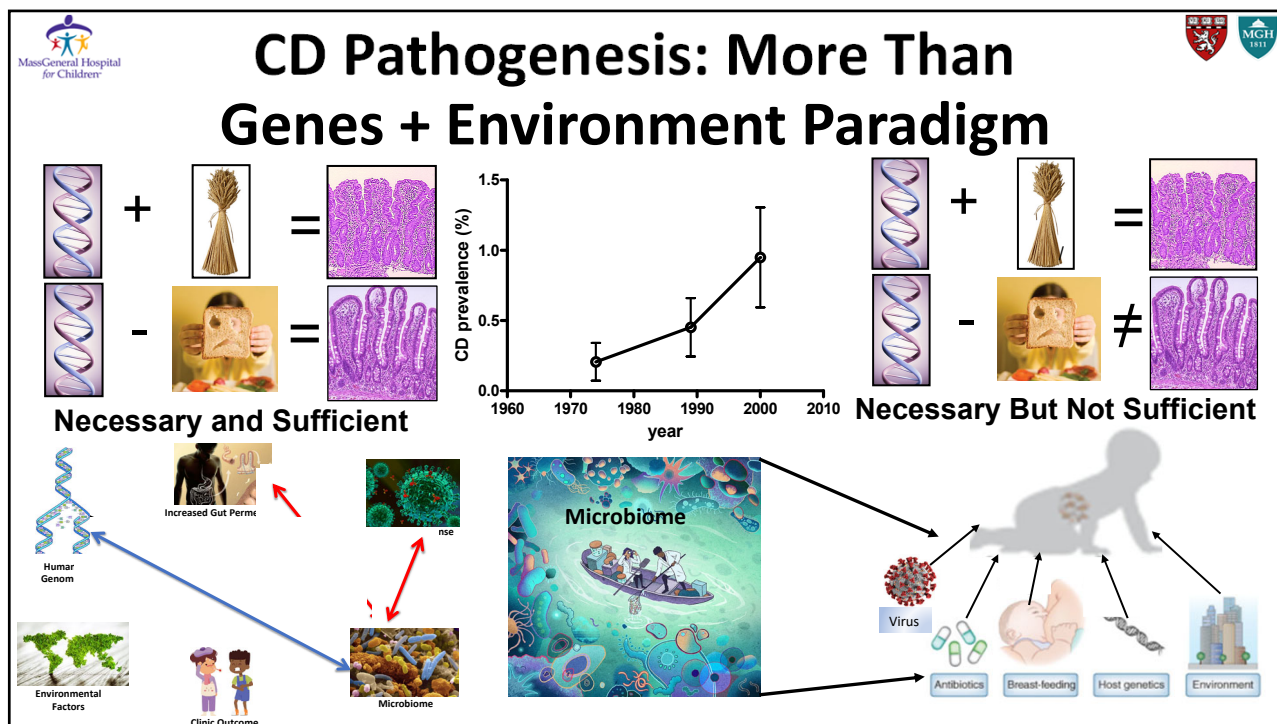 MassGeneral Hospital
for Children
MGH
1811
CD Pathogenesis: More Than
Genes + Environment Paradigm
+
=
-
=
Necessary and Sufficient
CD prevalence (%)
1.5
1.0
0.5
0.0
1960
1970
1980
1990
2000
2010
year
+
=
-
≠
Necessary But Not Sufficient
Increased Gut Perme
nse
Human
Genom
Environmental
Factors
Clinic Outcome
Microbiome
Microbiome
Virus
Antibiotics
Breast-feeding
Host genetics
Environment